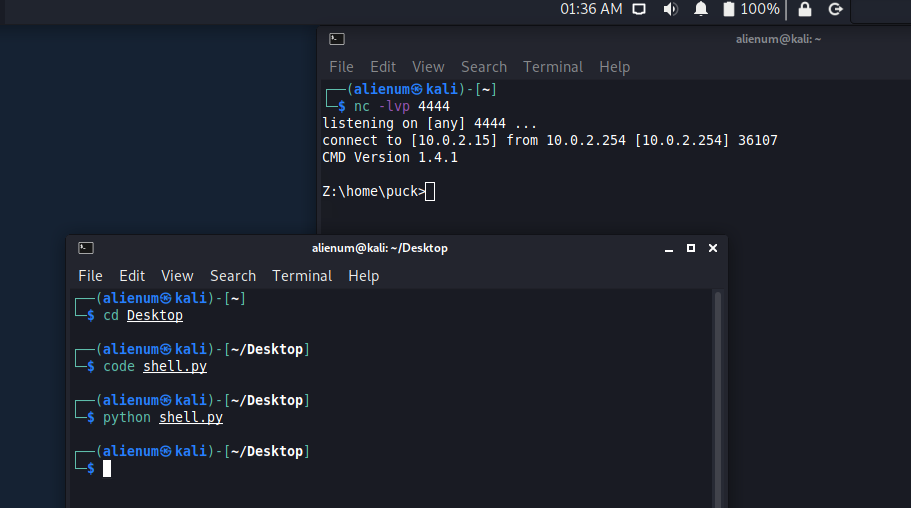 01:36 AM 100%
alienum@kali: ~
File Edit View Search Terminal Help
┌──(alienum㉿kali)-[~]
└─$ nc -lvp 4444
listening on [any] 4444 ...
connect to [10.0.2.15] from 10.0.2.254 [10.0.2.254] 36107
CMD Version 1.4.1
Z:\home\puck>
alienum@kali: ~/Desktop
File Edit View Search Terminal Help
┌──(alienum㉿kali)-[~]
└─$ cd Desktop
┌──(alienum㉿kali)-[~/Desktop]
└─$ code shell.py
┌──(alienum㉿kali)-[~/Desktop]
└─$ python shell.py
┌──(alienum㉿kali)-[~/Desktop]
└─$